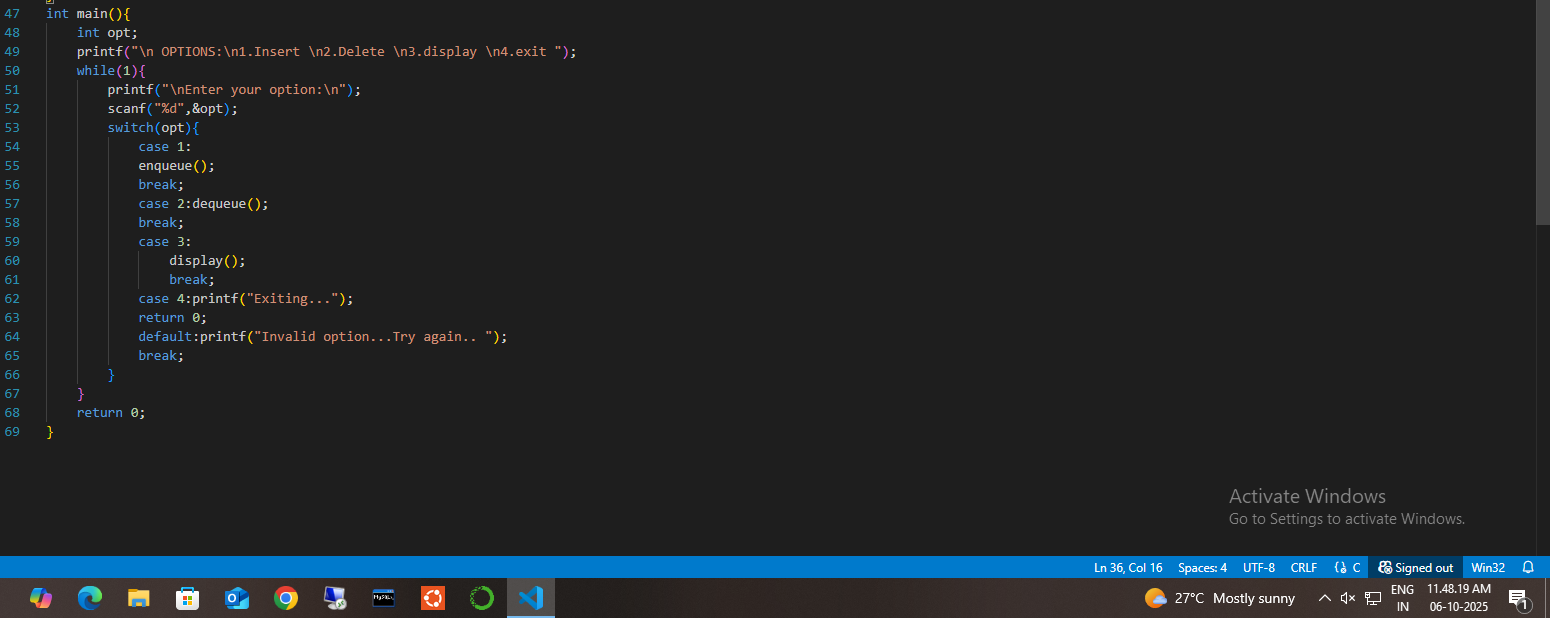 47 int main(){
48     int opt;
49     printf("\n OPTIONS:\n1.Insert \n2.Delete \n3.display \n4.exit ");
50     while(1){
51         printf("\nEnter your option:\n");
52         scanf("%d",&opt);
53         switch(opt){
54             case 1:
55             enqueue();
56             break;
57             case 2:dequeue();
58             break;
59             case 3:
60                 display();
61                 break;
62             case 4:printf("Exiting...");
63             return 0;
64             default:printf("Invalid option...Try again.. ");
65             break;
66         }
67     }
68     return 0;
69 }
Activate Windows
Go to Settings to activate Windows.
Ln 36, Col 16 Spaces: 4 UTF-8 CRLF C Signed out Win32
MySQL 27°C Mostly sunny ENG 11.48.19 AM
IN 06-10-2025 1